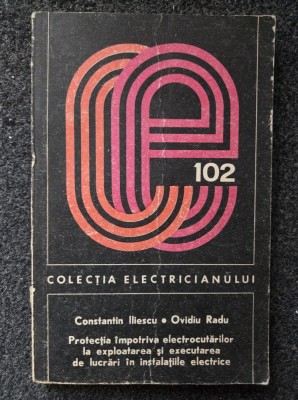 ce
102
COLECȚIA ELECTRICIANULUI
Constantin Iliescu • Ovidiu Radu
Protecția împotriva electrocutărilor
la exploatarea și executarea
de lucrări în instalațiile electrice